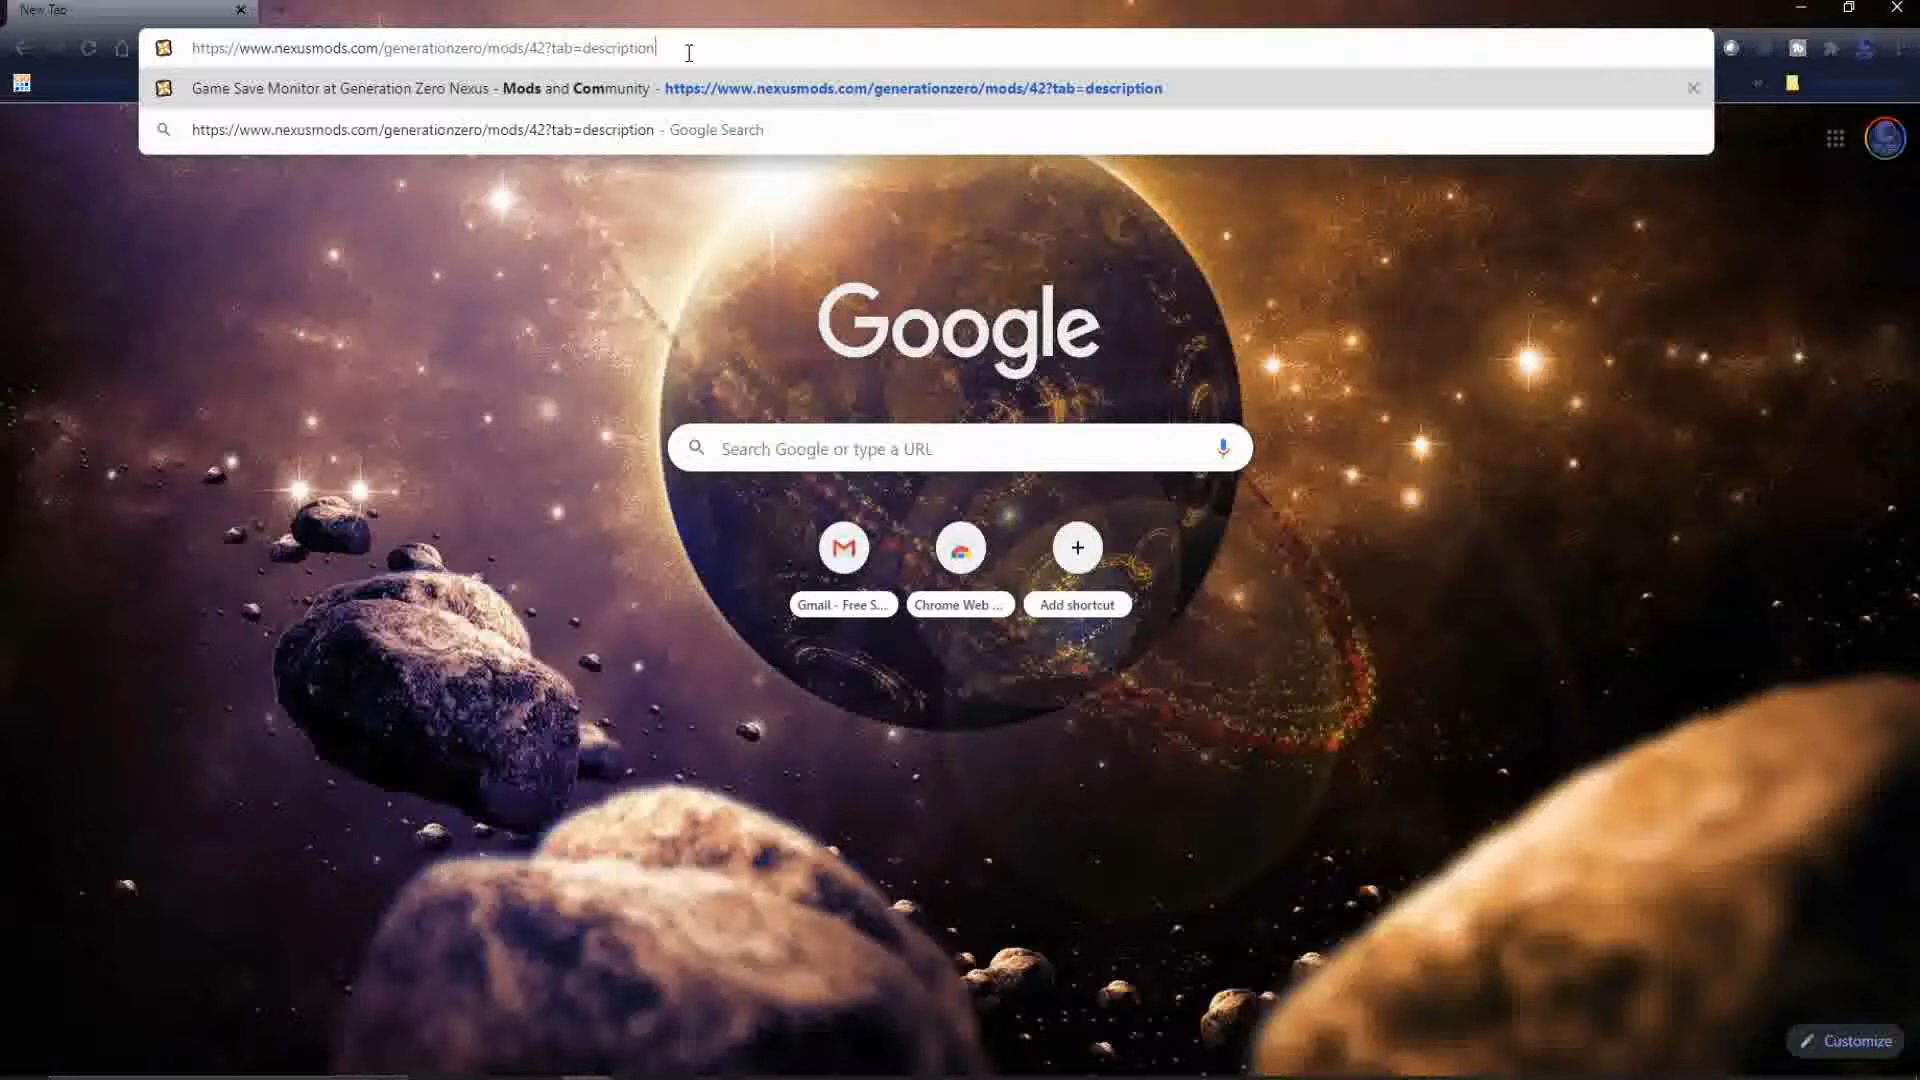 New Tab
https://www.nexusmods.com/generationzero/mods/42?tab=description
Game Save Monitor at Generation Zero Nexus - Mods and Community - https://www.nexusmods.com/generationzero/mods/42?tab=description
https://www.nexusmods.com/generationzero/mods/42?tab=description - Google Search
Google
Search Google or type a URL
Gmail - Free S...
Chrome Web ...
Add shortcut
Customize